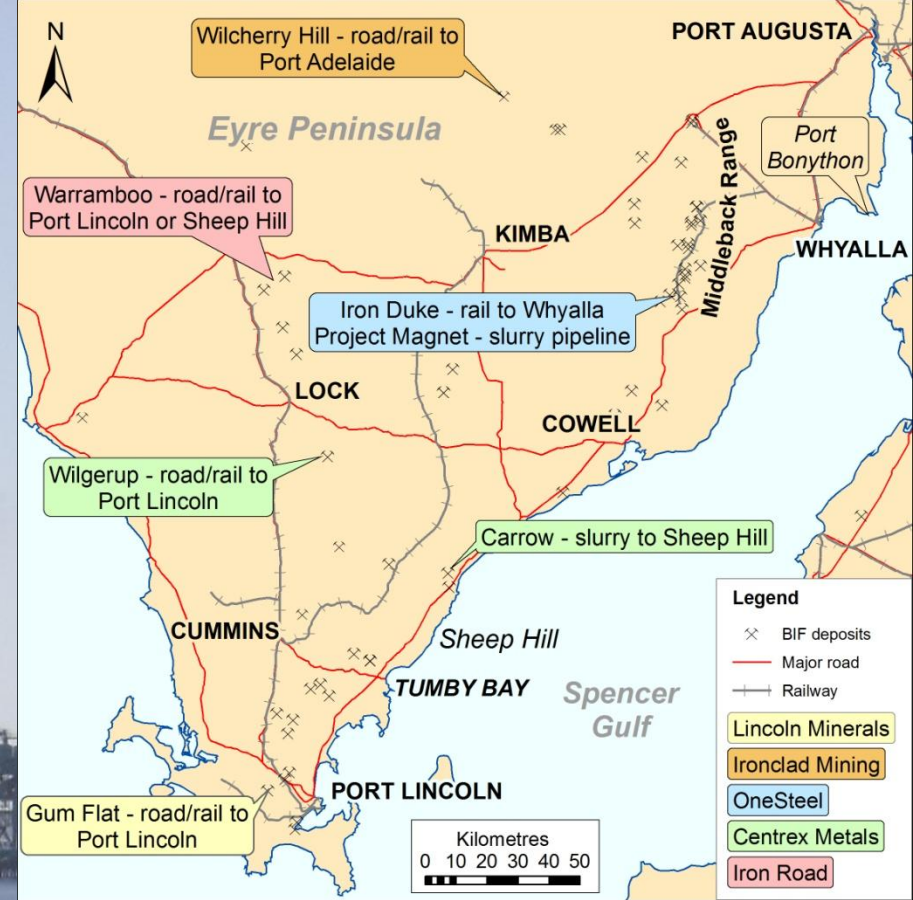 N
Wilcherry Hill - road/rail to
Port Adelaide
PORT AUGUSTA
Eyre Peninsula
Port
Bonython
Warramboo - road/rail to
Port Lincoln or Sheep Hill
KIMBA
Middleback Range
WHYALLA
Iron Duke - rail to Whyalla
Project Magnet - slurry pipeline
LOCK
COWELL
Wilgerup - road/rail to
Port Lincoln
Carrow - slurry to Sheep Hill
CUMMINS
Sheep Hill
TUMBY BAY
Spencer
Gulf
PORT LINCOLN
Gum Flat - road/rail to
Port Lincoln
Kilometres
0 10 20 30 40 50
Legend
BIF deposits
Major road
Railway
Lincoln Minerals
Ironclad Mining
OneSteel
Centrex Metals
Iron Road